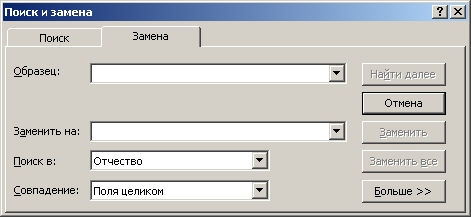 Поиск и замена
Поиск Замена
Образец: Найти далее
Отмена
Заменить на: Заменить
Поиск в: Отчество Заменить все
Совпадение: Поля целиком Больше >>